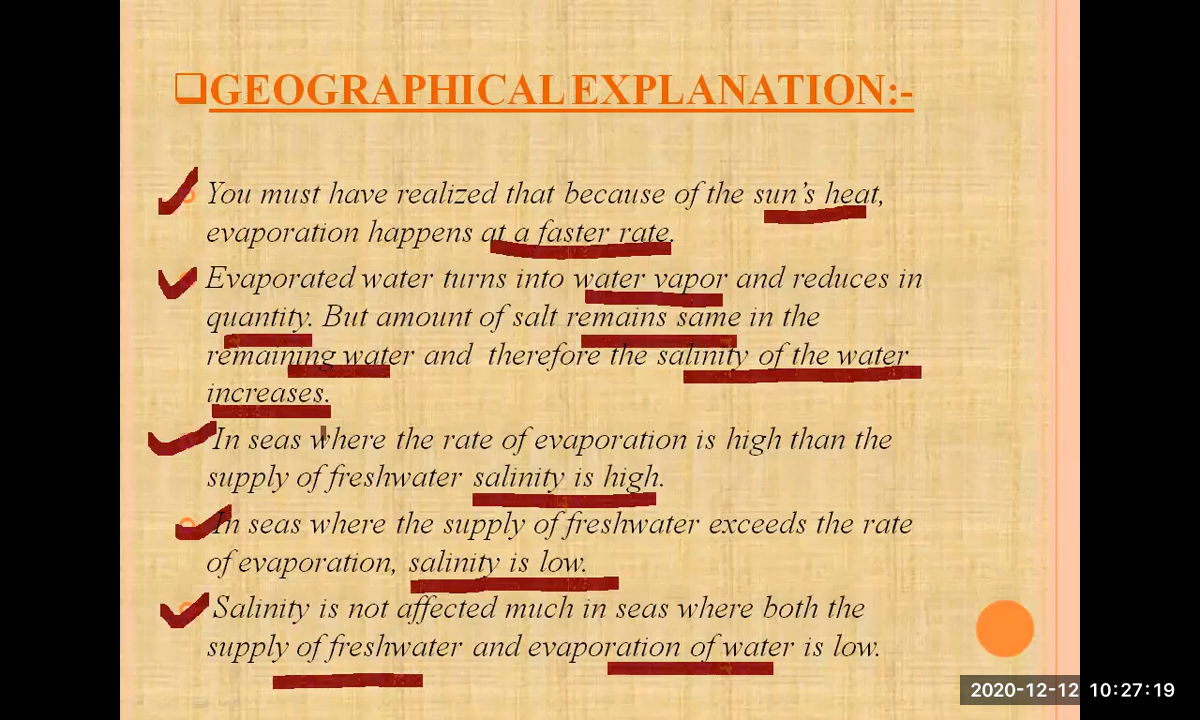 GEOGRAPHICAL EXPLANATION:-
You must have realized that because of the sun's heat,
evaporation happens at a faster rate.
Evaporated water turns into water vapor and reduces in
quantity. But amount of salt remains same in the
remaining water and therefore the salinity of the water
increases.
In seas where the rate of evaporation is high than the
supply of freshwater salinity is high.
In seas where the supply of freshwater exceeds the rate
of evaporation, salinity is low.
Salinity is not affected much in seas where both the
supply of freshwater and evaporation of water is low.
2020-12-12 10:27:19